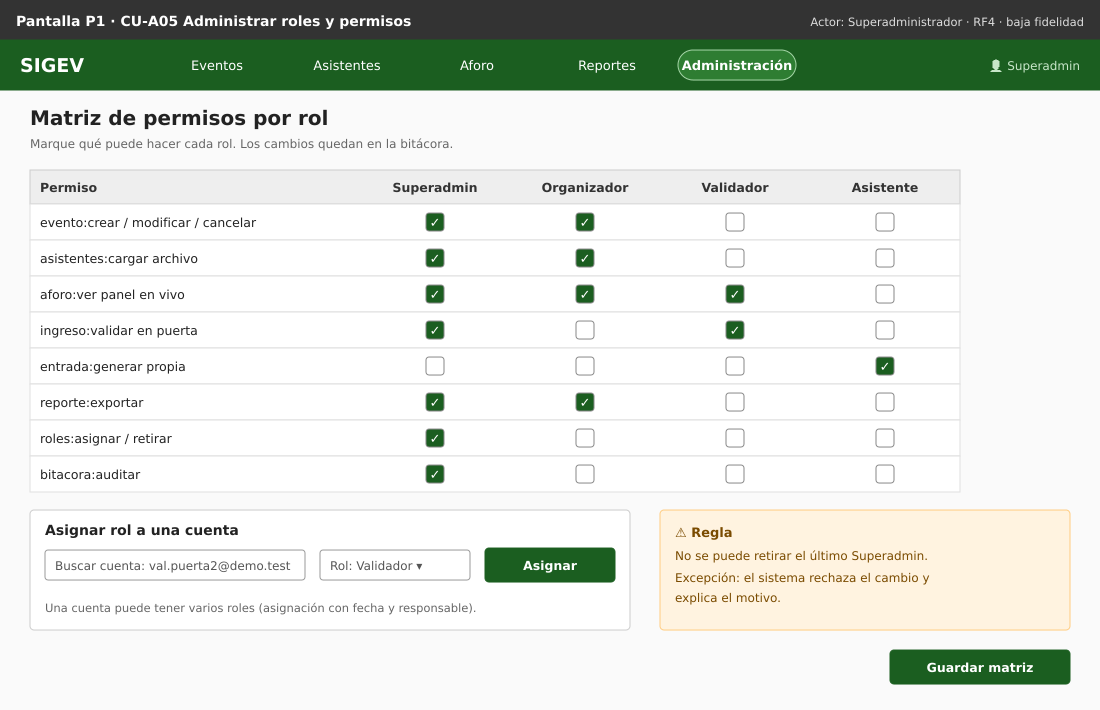 Pantalla P1 · CU-A05 Administrar roles y permisos
Actor: Superadministrador · RF4 · baja fidelidad
SIGEV Eventos Asistentes Aforo Reportes Administración 👤 Superadmin
Matriz de permisos por rol
Marque qué puede hacer cada rol. Los cambios quedan en la bitácora.
Permiso Superadmin Organizador Validador Asistente
evento:crear / modificar / cancelar ✓ ✓
asistentes:cargar archivo ✓ ✓
aforo:ver panel en vivo ✓ ✓ ✓
ingreso:validar en puerta ✓ ✓
entrada:generar propia ✓
reporte:exportar ✓ ✓
roles:asignar / retirar ✓
bitacora:auditar ✓
Asignar rol a una cuenta
Buscar cuenta: val.puerta2@demo.test Rol: Validador ▾ Asignar
Una cuenta puede tener varios roles (asignación con fecha y responsable).
⚠ Regla
No se puede retirar el último Superadmin.
Excepción: el sistema rechaza el cambio y
explica el motivo.
Guardar matriz